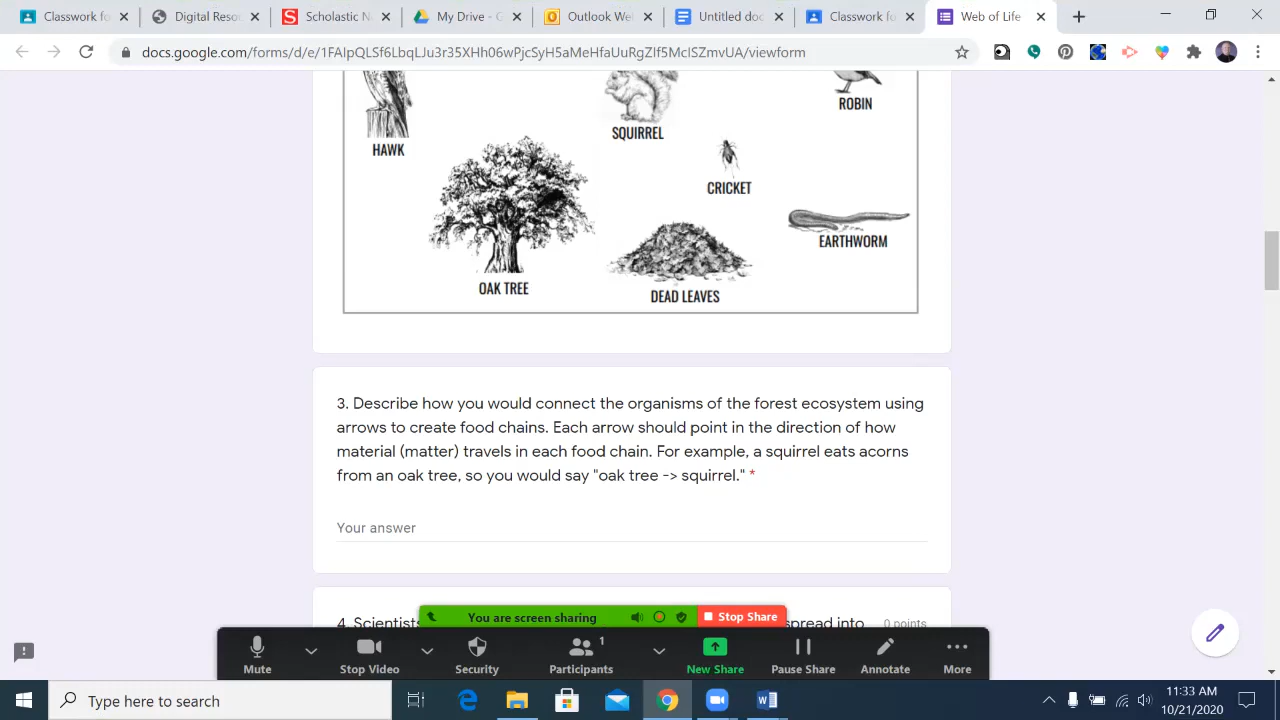 Classwork fo
Digital Resou
Scholastic N
My Drive - G
Outlook Web
Untitled doc
Classwork fo
Web of Life
docs.google.com/forms/d/e/1FAIpQLSf6LbqLJu3r35XHh06wPjcSyH5aMeHfaUuRgZIf5McISZmvUA/viewform
ROBIN
SQUIRREL
HAWK
CRICKET
EARTHWORM
OAK TREE
DEAD LEAVES
3. Describe how you would connect the organisms of the forest ecosystem using
arrows to create food chains. Each arrow should point in the direction of how
material (matter) travels in each food chain. For example, a squirrel eats acorns
from an oak tree, so you would say "oak tree -> squirrel." *
Your answer
You are screen sharing
Stop Share
4. Scientists spread into 0 points
Mute
Stop Video
Security
Participants 1
New Share
Pause Share
Annotate
More
Type here to search
11:33 AM
10/21/2020